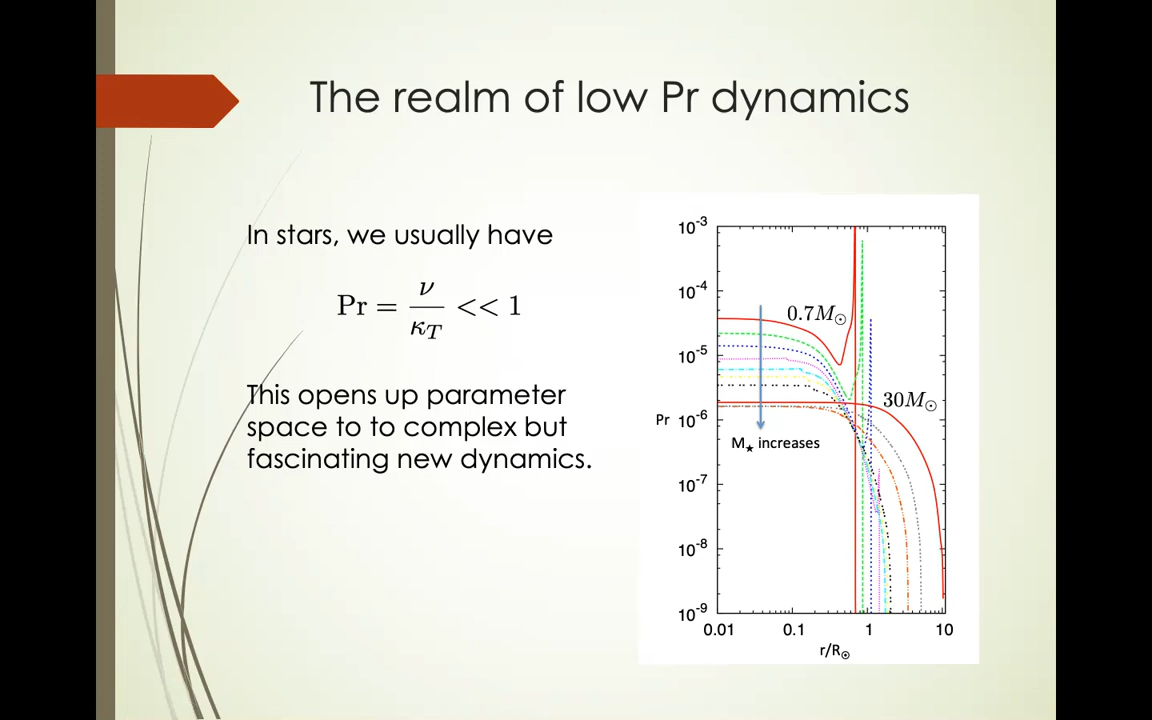 The realm of low Pr dynamics
In stars, we usually have
Pr = ν/κ_T << 1
This opens up parameter
space to to complex but
fascinating new dynamics.
10⁻³
10⁻⁴
10⁻⁵
10⁻⁶
10⁻⁷
10⁻⁸
10⁻⁹
Pr
0.7M☉
30M☉
M★ increases
0.01 0.1 1 10
r/R☉